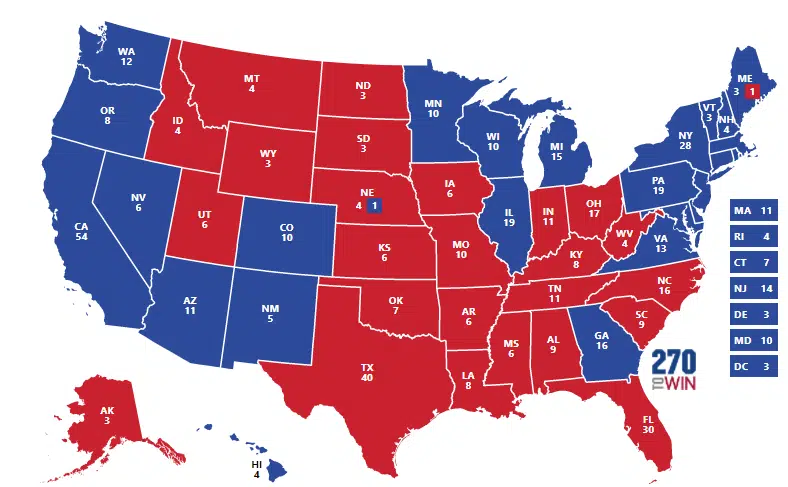 WA
12
OR
8
CA
54
NV
6
ID
4
MT
4
WY
3
UT
6
AZ
11
CO
10
NM
5
ND
3
SD
3
NE
4 1
KS
6
OK
7
TX
40
MN
10
IA
6
MO
10
AR
6
LA
8
WI
10
IL
19
MI
15
IN
11
OH
17
KY
8
TN
11
MS
6
AL
9
GA
16
FL
30
SC
9
NC
16
VA
13
WV
4
PA
19
NY
28
VT
3
NH
4
ME
3 1
MA 11
RI 4
CT 7
NJ 14
DE 3
MD 10
DC 3
AK
3
HI
4
270
TO WIN